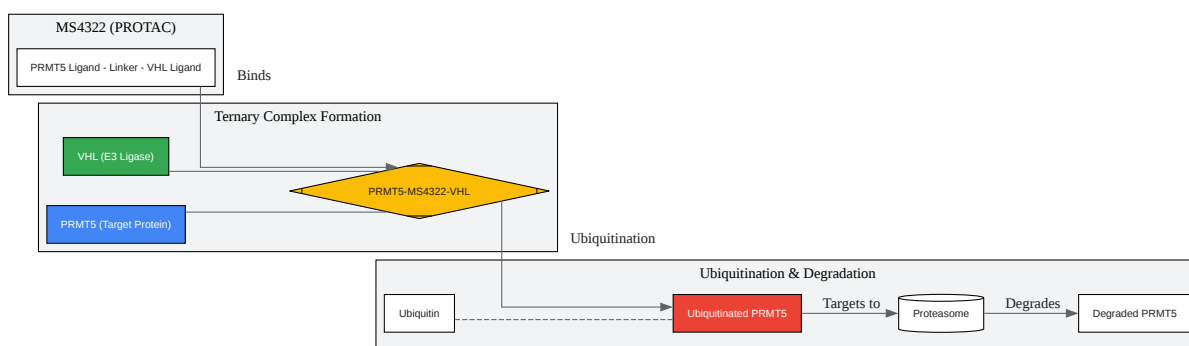 MS4322 (PROTAC)
PRMT5 Ligand - Linker - VHL Ligand
Binds
Ternary Complex Formation
VHL (E3 Ligase)
PRMT5-MS4322-VHL
PRMT5 (Target Protein)
Ubiquitination
Ubiquitination & Degradation
Ubiquitin
Ubiquitinated PRMT5
Targets to
Proteasome
Degrades
Degraded PRMT5